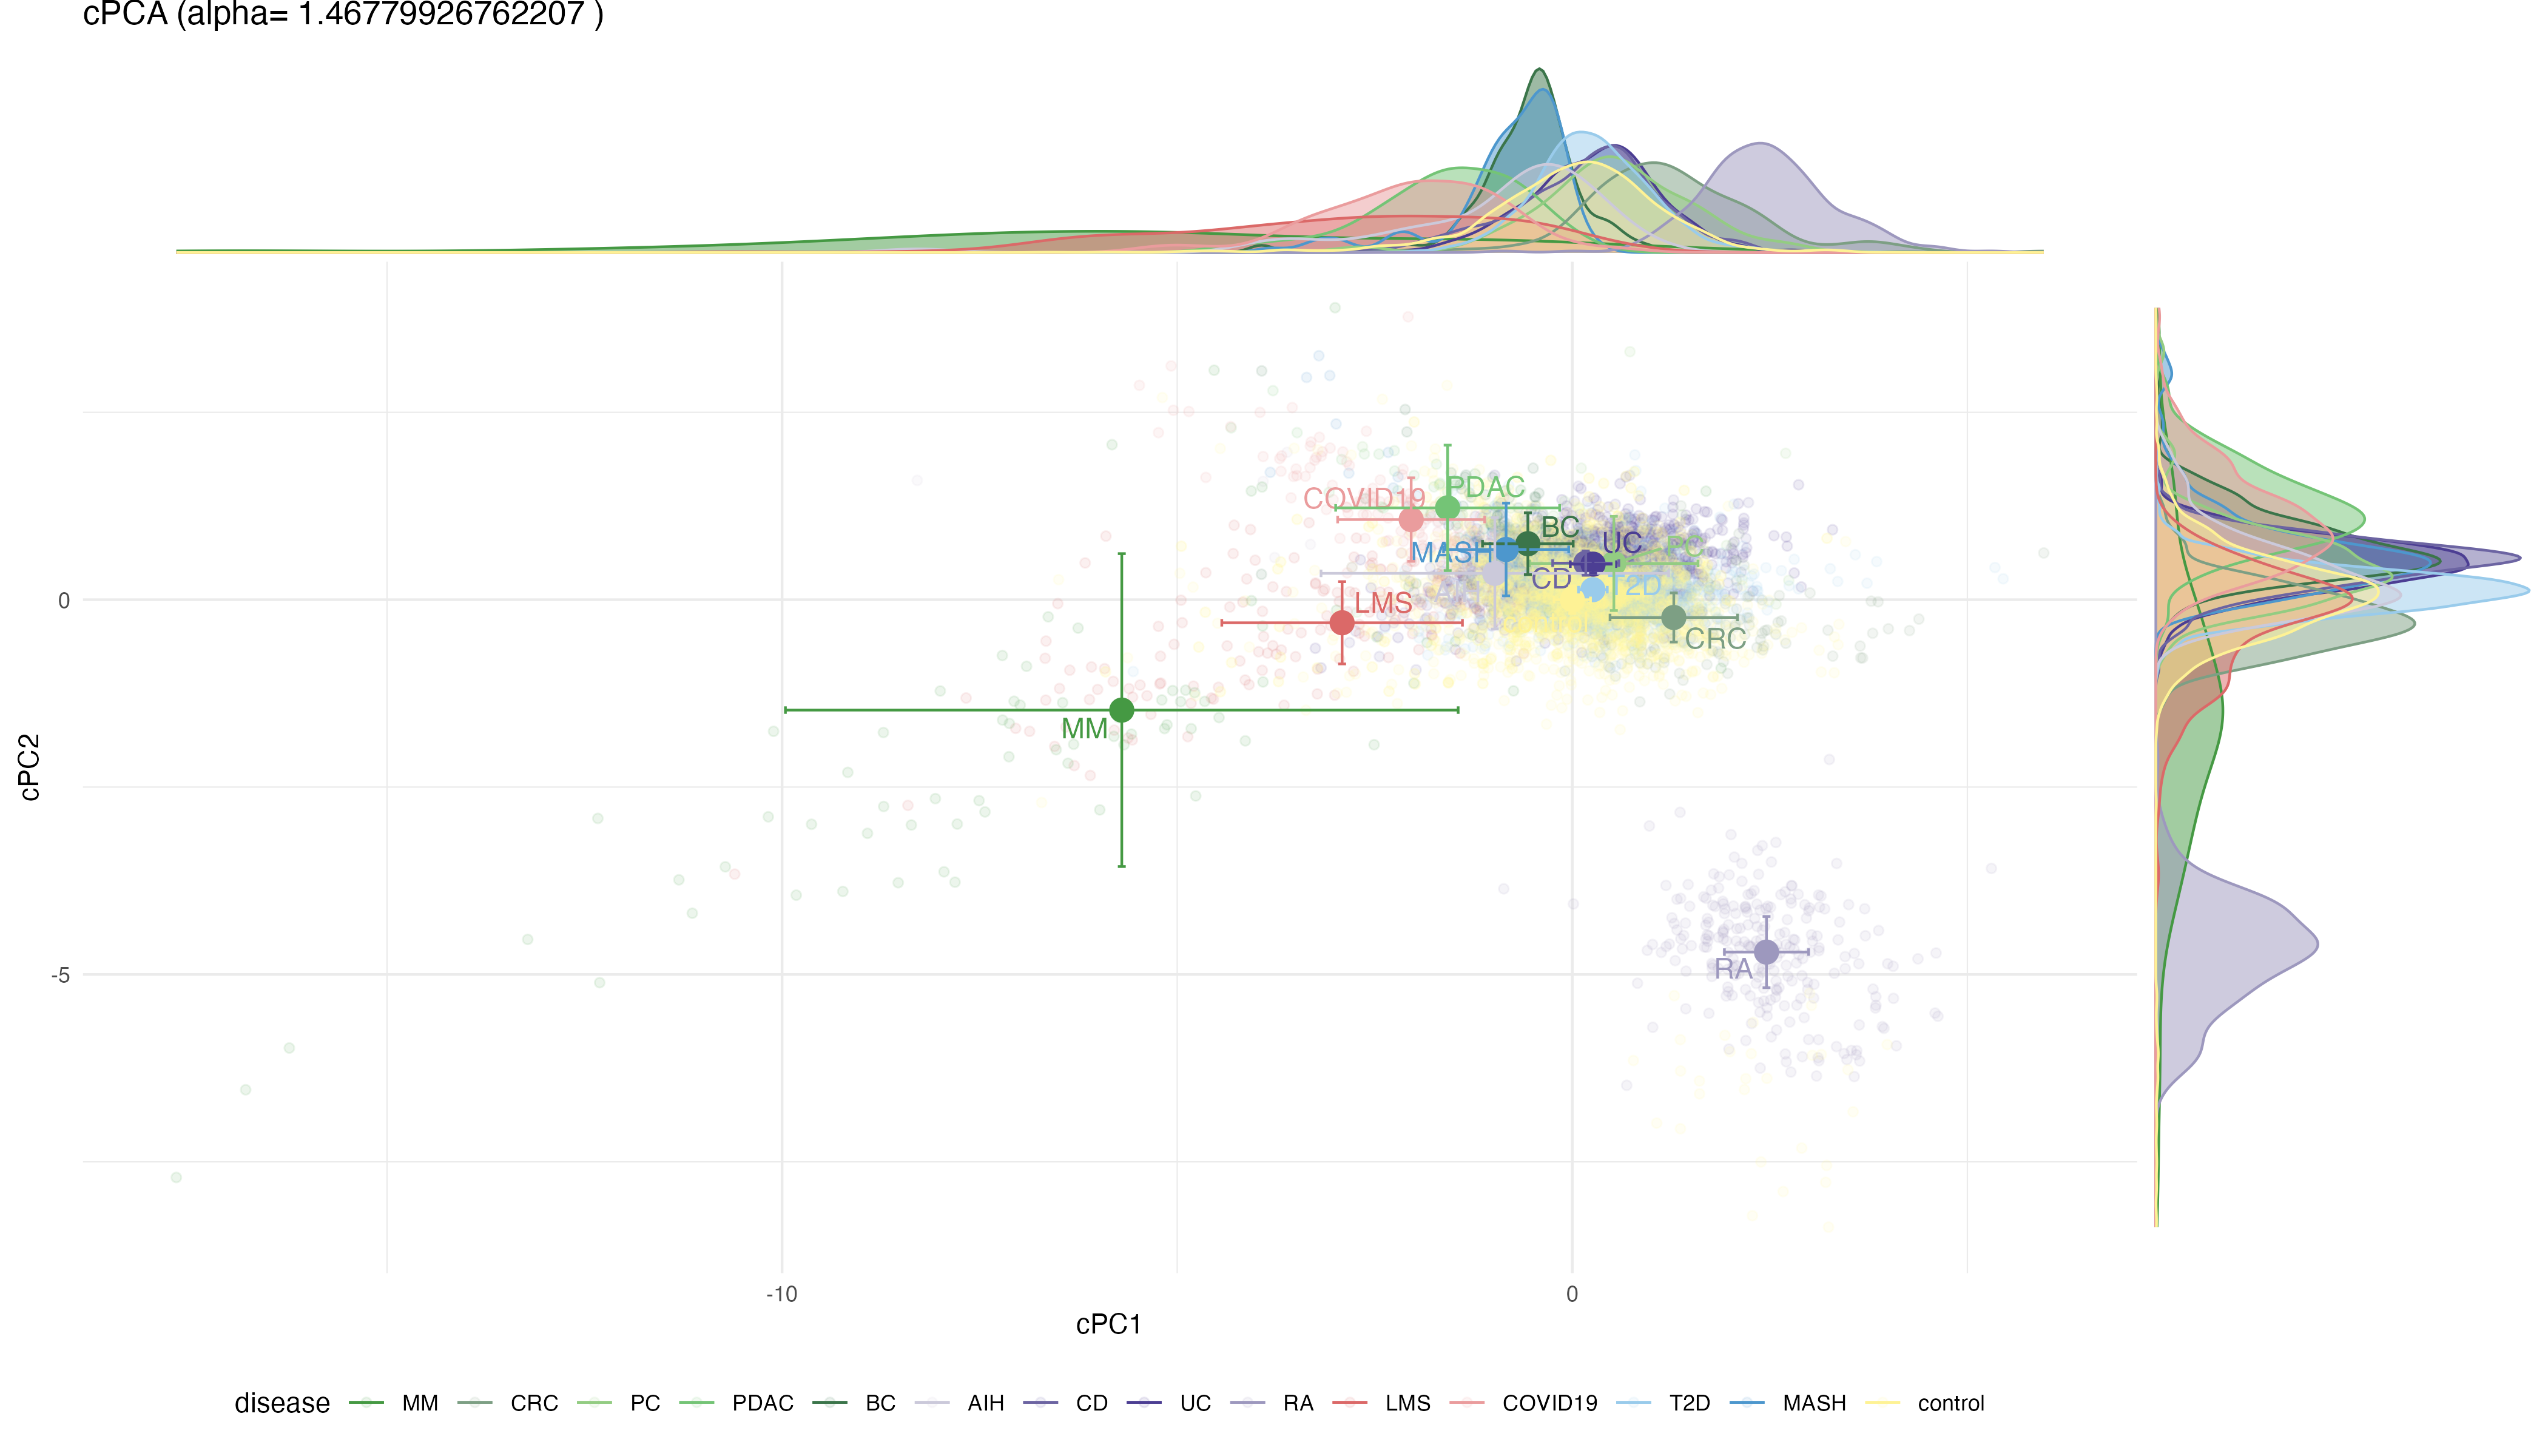 cPCA (alpha= 1.46779926762207 )
COVID19
PDAC
BC
MASH
UC
PC
CD
T2D
LMS
CRC
MM
RA
0
-5
cPC2
-10
0
cPC1
disease MM CRC PC PDAC BC AIH CD UC RA LMS COVID19 T2D MASH control